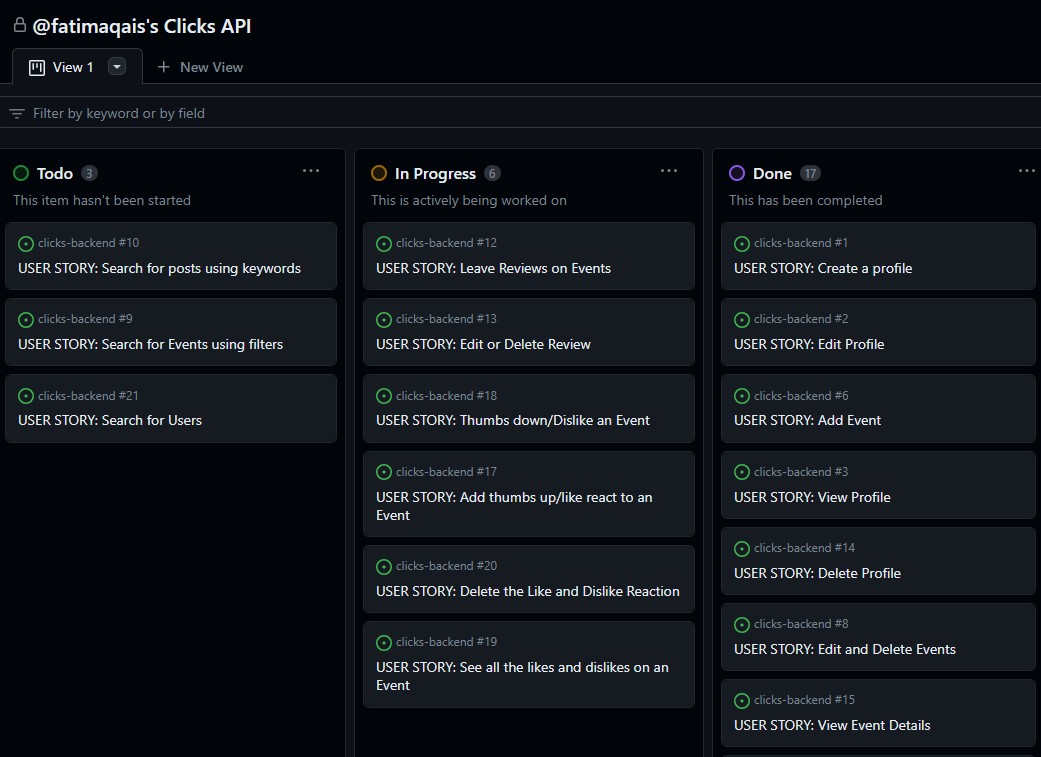 @fatimaqais's Clicks API
View 1
New View
Filter by keyword or by field
Todo 3
This item hasn't been started
clicks-backend #10
USER STORY: Search for posts using keywords
clicks-backend #9
USER STORY: Search for Events using filters
clicks-backend #21
USER STORY: Search for Users
In Progress 6
This is actively being worked on
clicks-backend #12
USER STORY: Leave Reviews on Events
clicks-backend #13
USER STORY: Edit or Delete Review
clicks-backend #18
USER STORY: Thumbs down/Dislike an Event
clicks-backend #17
USER STORY: Add thumbs up/like react to an
Event
clicks-backend #20
USER STORY: Delete the Like and Dislike Reaction
clicks-backend #19
USER STORY: See all the likes and dislikes on an
Event
Done 17
This has been completed
clicks-backend #1
USER STORY: Create a profile
clicks-backend #2
USER STORY: Edit Profile
clicks-backend #6
USER STORY: Add Event
clicks-backend #3
USER STORY: View Profile
clicks-backend #14
USER STORY: Delete Profile
clicks-backend #8
USER STORY: Edit and Delete Events
clicks-backend #15
USER STORY: View Event Details